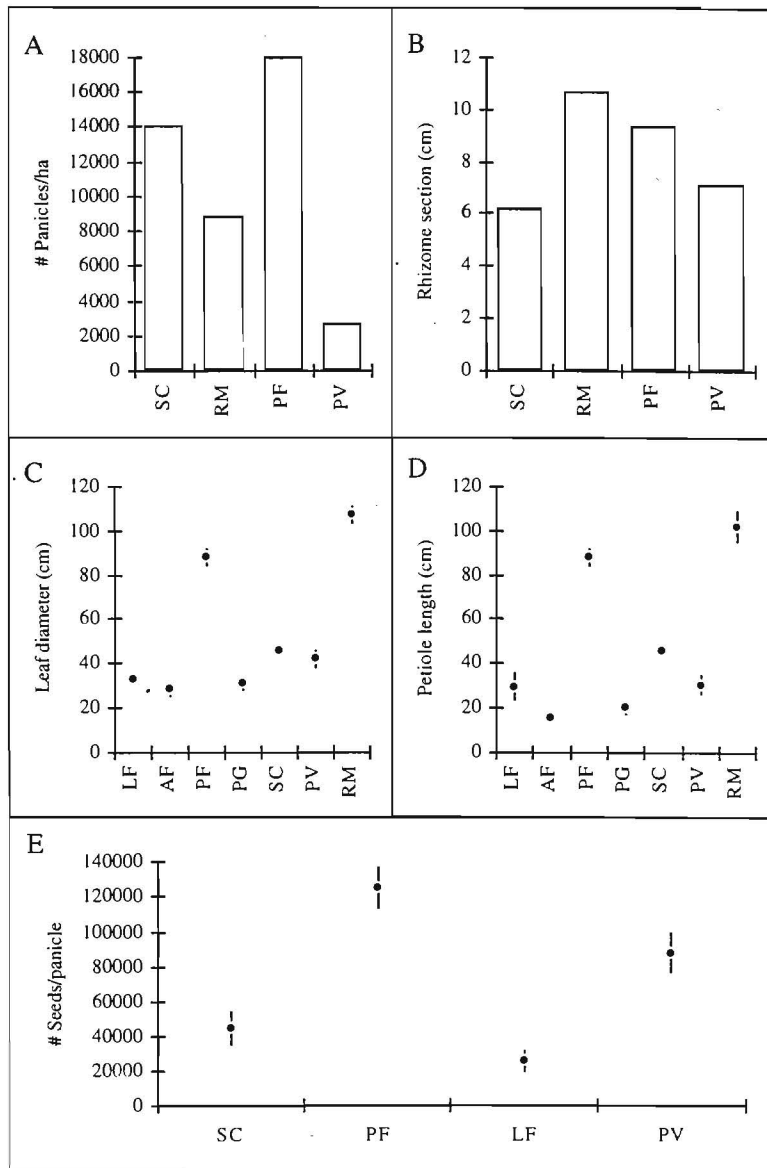 A
# Panicles/ha
18000
16000
14000
12000
10000
8000
6000
4000
2000
0
SC RM PF PV
B
Rhizome section (cm)
12
10
8
6
4
2
0
SC RM PF PV
C
Leaf diameter (cm)
120
100
80
60
40
20
0
LF AF PF PG SC PV RM
D
Petiole length (cm)
120
100
80
60
40
20
0
LF AF PF PG SC PV RM
E
# Seeds/panicle
140000
120000
100000
80000
60000
40000
20000
0
SC PF LF PV